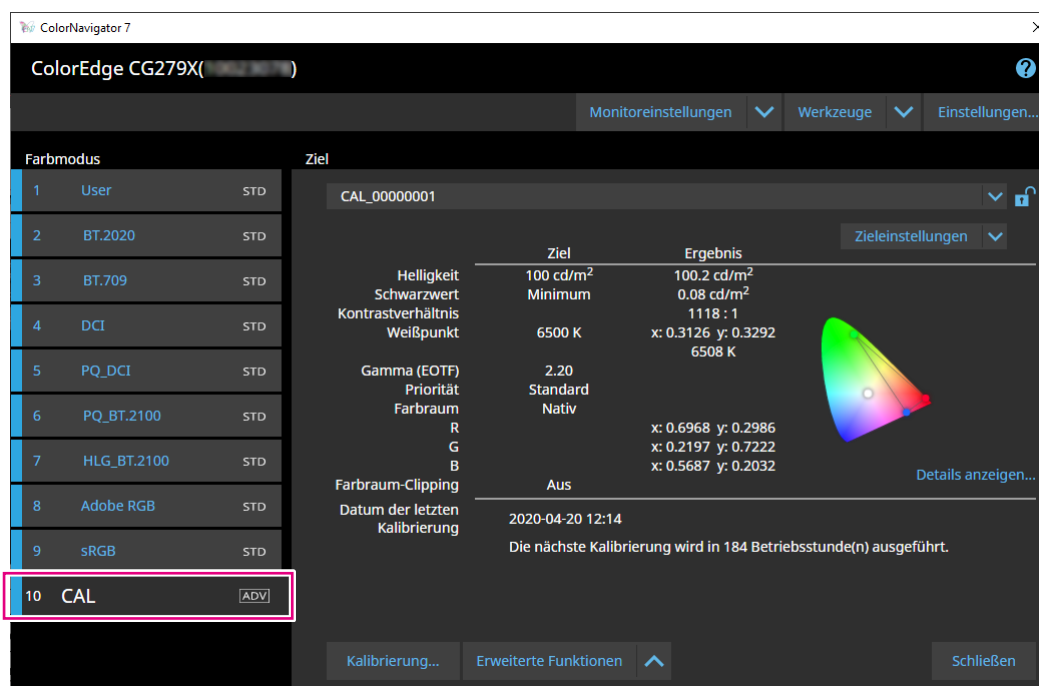 ColorNavigator 7
ColorEdge CG279X( )
Monitoreinstellungen Werkzeuge Einstellungen...
Farbmodus Ziel
1 User STD
2 BT.2020 STD
3 BT.709 STD
4 DCI STD
5 PQ_DCI STD
6 PQ_BT.2100 STD
7 HLG_BT.2100 STD
8 Adobe RGB STD
9 sRGB STD
10 CAL ADV
CAL_00000001
Zieleinstellungen
Ziel Ergebnis
Helligkeit 100 cd/m² 100.2 cd/m²
Schwarzwert Minimum 0.08 cd/m²
Kontrastverhältnis 1118 : 1
Weißpunkt 6500 K x: 0.3126 y: 0.3292
6508 K
Gamma (EOTF) 2.20
Priorität Standard
Farbraum Nativ
R x: 0.6968 y: 0.2986
G x: 0.2197 y: 0.7222
B x: 0.5687 y: 0.2032
Details anzeigen...
Farbraum-Clipping Aus
Datum der letzten
Kalibrierung
2020-04-20 12:14
Die nächste Kalibrierung wird in 184 Betriebsstunde(n) ausgeführt.
Kalibrierung... Erweiterte Funktionen Schließen